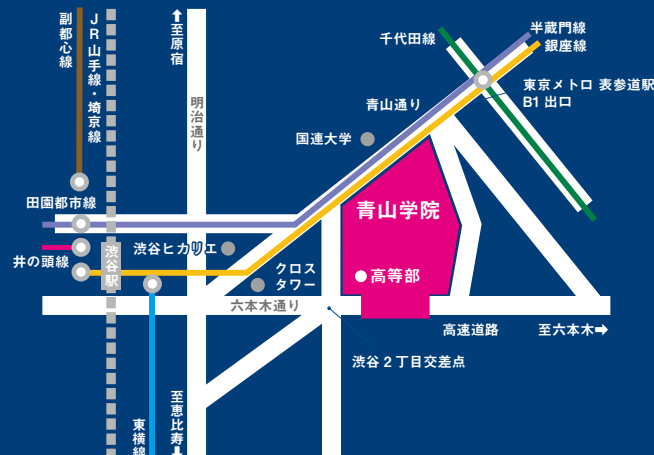 副都心線
JR山手線・埼京線
↑至原宿
明治通り
千代田線
半蔵門線
銀座線
東京メトロ 表参道駅
B1 出口
青山通り
国連大学
田園都市線
青山学院
渋谷ヒカリエ
井の頭線
渋谷駅
クロス
タワー
高等部
六本木通り
高速道路
至六本木➡
渋谷2丁目交差点
東横線
至恵比寿⬇